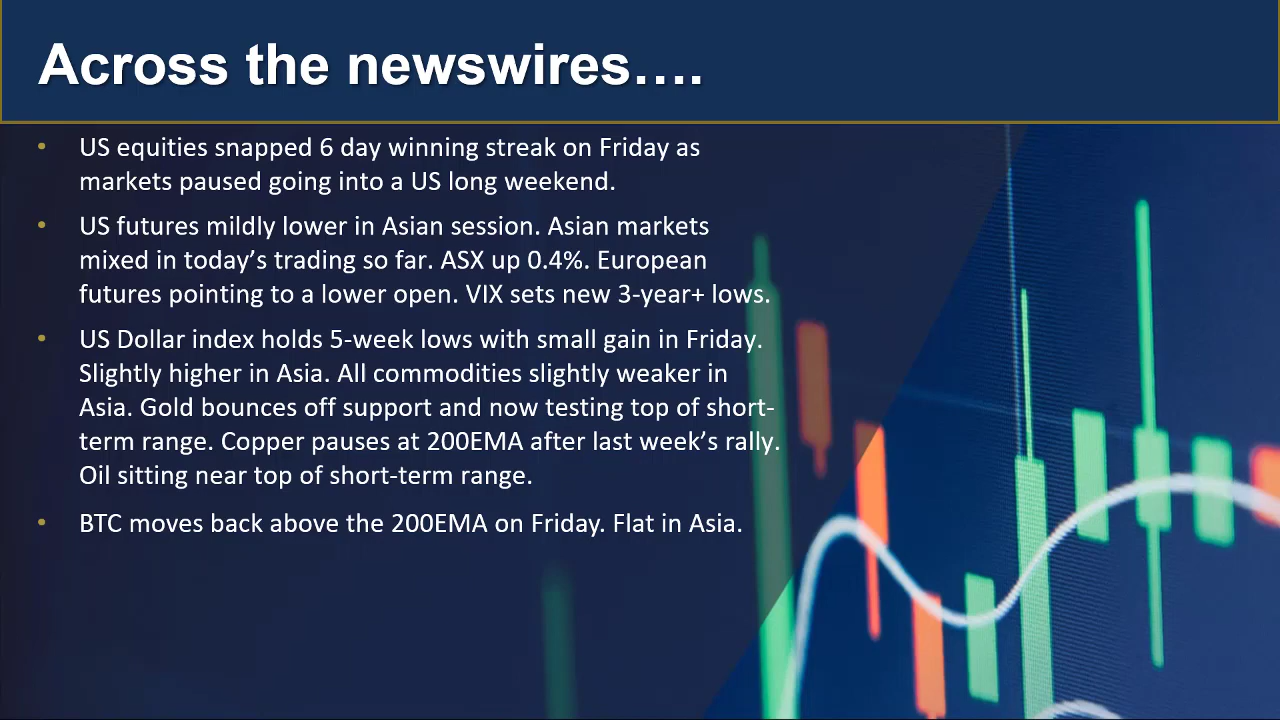 Across the newswires….
• US equities snapped 6 day winning streak on Friday as
markets paused going into a US long weekend.
• US futures mildly lower in Asian session. Asian markets
mixed in today’s trading so far. ASX up 0.4%. European
futures pointing to a lower open. VIX sets new 3-year+ lows.
• US Dollar index holds 5-week lows with small gain in Friday.
Slightly higher in Asia. All commodities slightly weaker in
Asia. Gold bounces off support and now testing top of short-
term range. Copper pauses at 200EMA after last week’s rally.
Oil sitting near top of short-term range.
• BTC moves back above the 200EMA on Friday. Flat in Asia.